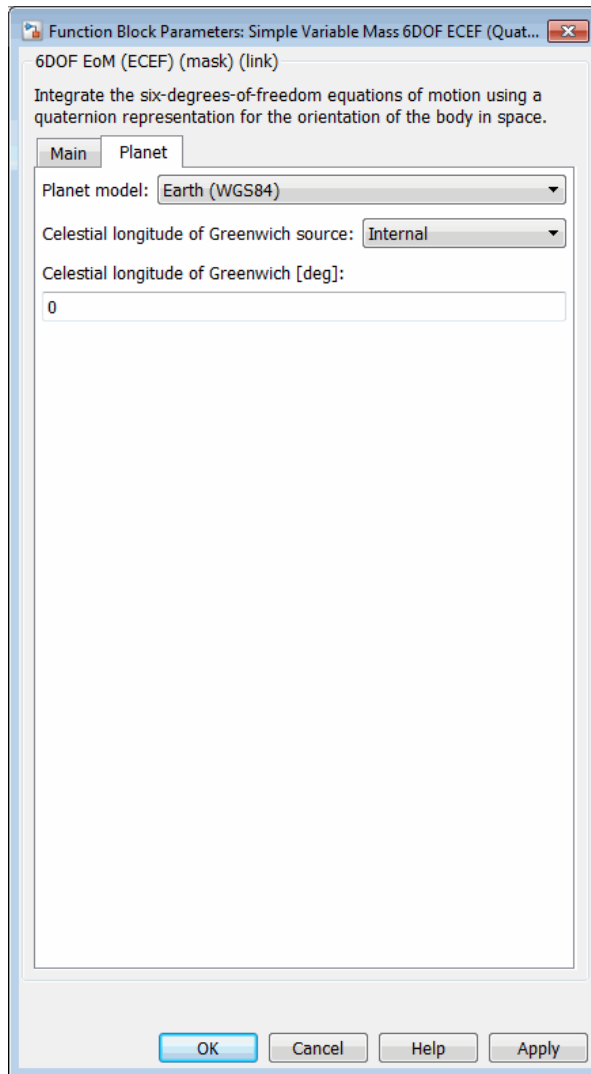 Function Block Parameters: Simple Variable Mass 6DOF ECEF (Quat...
6DOF EoM (ECEF) (mask) (link)
Integrate the six-degrees-of-freedom equations of motion using a
quaternion representation for the orientation of the body in space.
Main Planet
Planet model: Earth (WGS84)
Celestial longitude of Greenwich source: Internal
Celestial longitude of Greenwich [deg]:
0
OK Cancel Help Apply